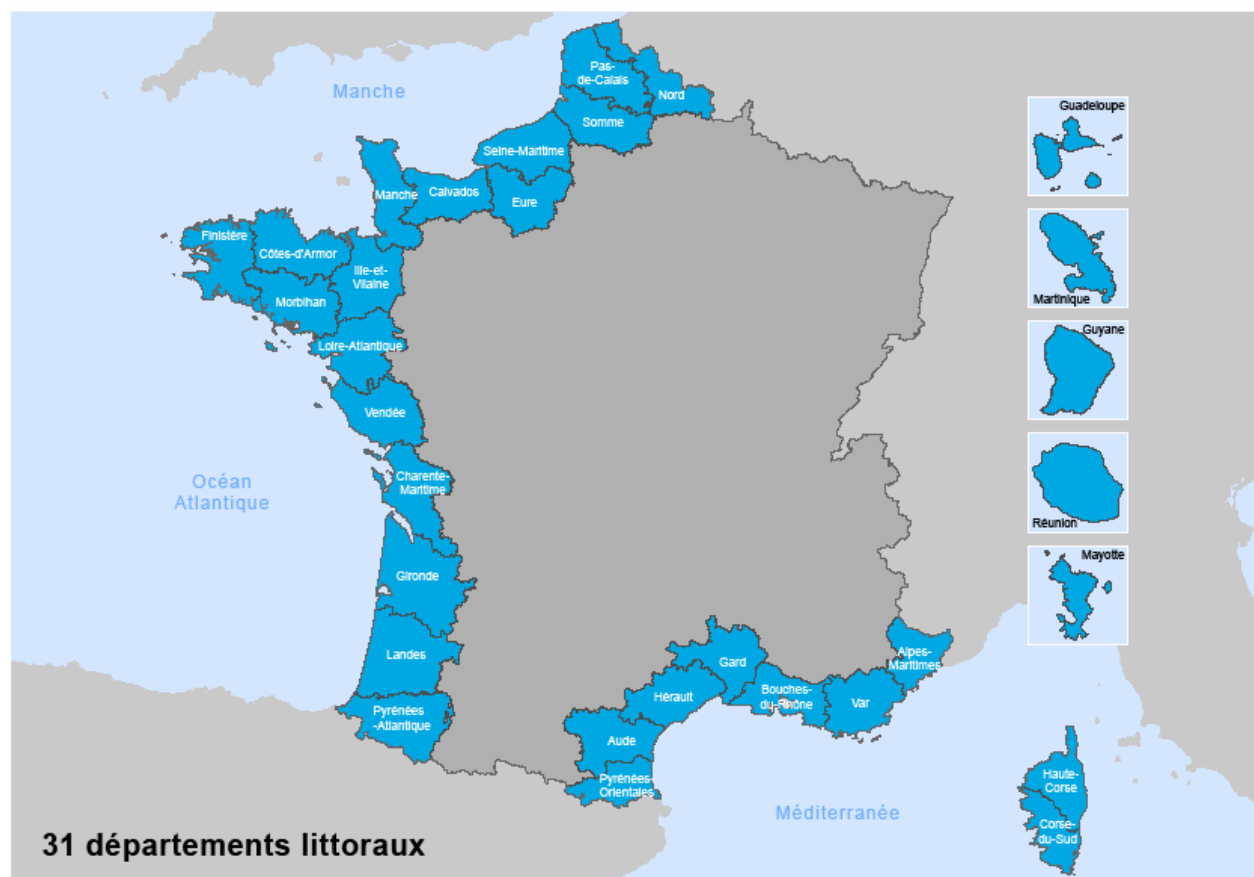 Manche
Pas-
de-Calais
Nord
Somme
Seine-Maritime
Eure
Calvados
Manche
Finistère
Côtes-d'Armor
Ille-et-
Vilaine
Morbihan
Loire-Atlantique
Vendée
Océan
Atlantique
Charente-
Maritime
Gironde
Landes
Pyrénées
-Atlantique
Gard
Hérault
Bouches-
du-Rhône
Var
Alpes-
Maritimes
Aude
Pyrénées-
Orientales
Méditerranée
Haute-
Corse
Corse-
du-Sud
Guadeloupe
Martinique
Guyane
Réunion
Mayotte
31 départements littoraux